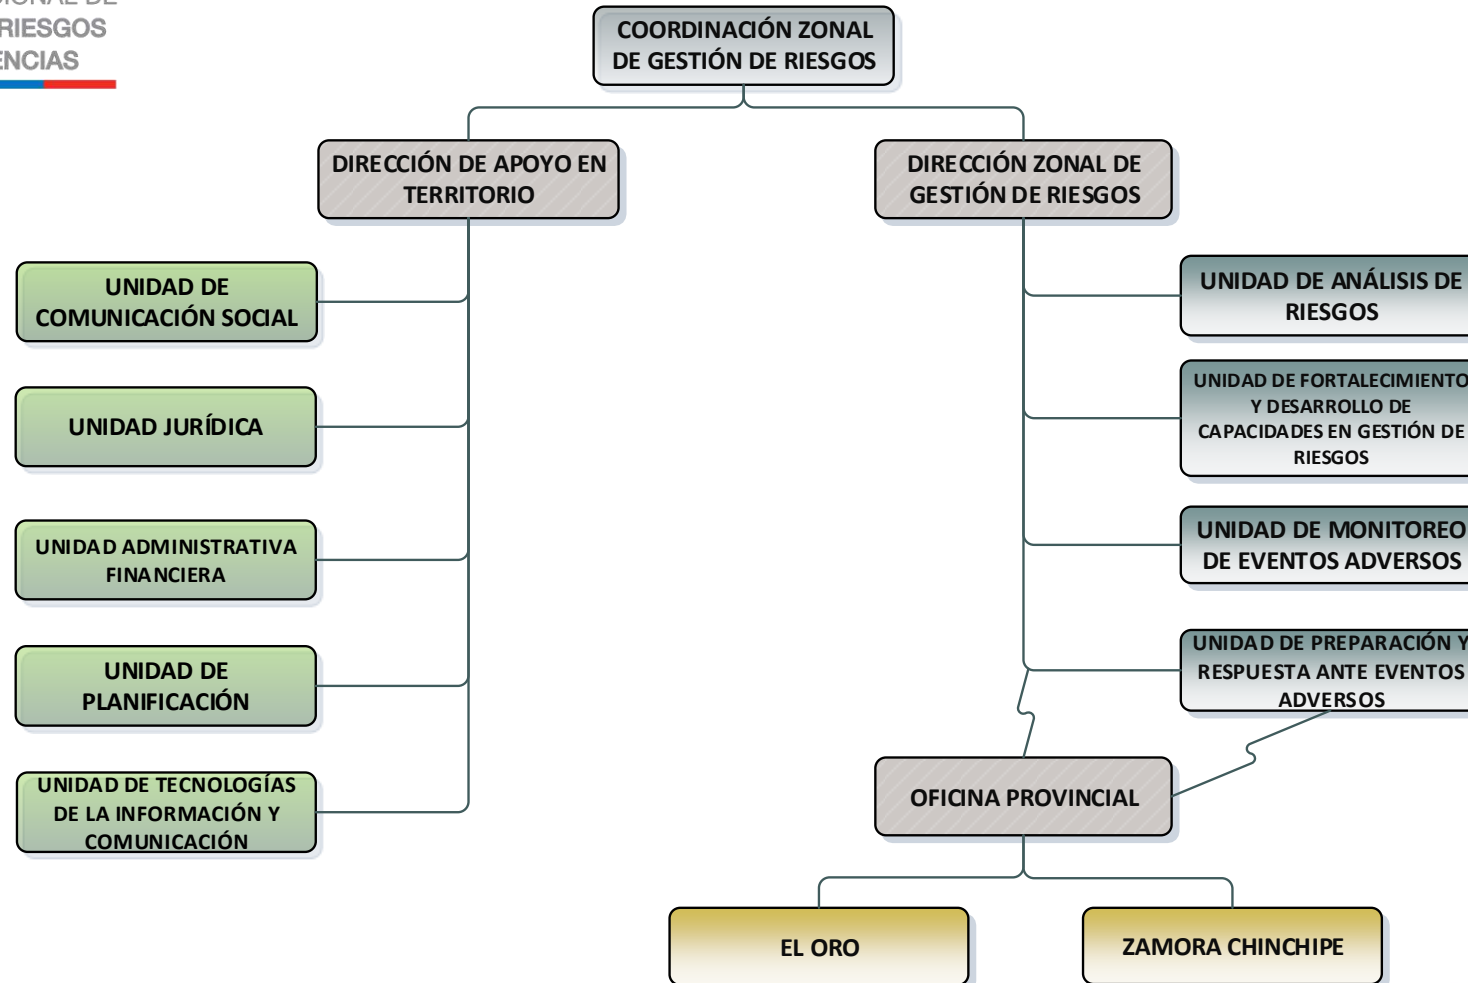 RIESGOS
COORDINACIÓN ZONAL
DE GESTIÓN DE RIESGOS
DIRECCIÓN DE APOYO EN
TERRITORIO
DIRECCIÓN ZONAL DE
GESTIÓN DE RIESGOS
UNIDAD DE
COMUNICACIÓN SOCIAL
UNIDAD JURÍDICA
UNIDAD ADMINISTRATIVA
FINANCIERA
UNIDAD DE
PLANIFICACIÓN
UNIDAD DE TECNOLOGÍAS
DE LA INFORMACIÓN Y
COMUNICACIÓN
UNIDAD DE ANÁLISIS DE
RIESGOS
UNIDAD DE FORTALECIMIENTO
Y DESARROLLO DE
CAPACIDADES EN GESTIÓN DE
RIESGOS
UNIDAD DE MONITOREO
DE EVENTOS ADVERSOS
UNIDAD DE PREPARACIÓN Y
RESPUESTA ANTE EVENTOS
ADVERSOS
OFICINA PROVINCIAL
EL ORO
ZAMORA CHINCHIPE